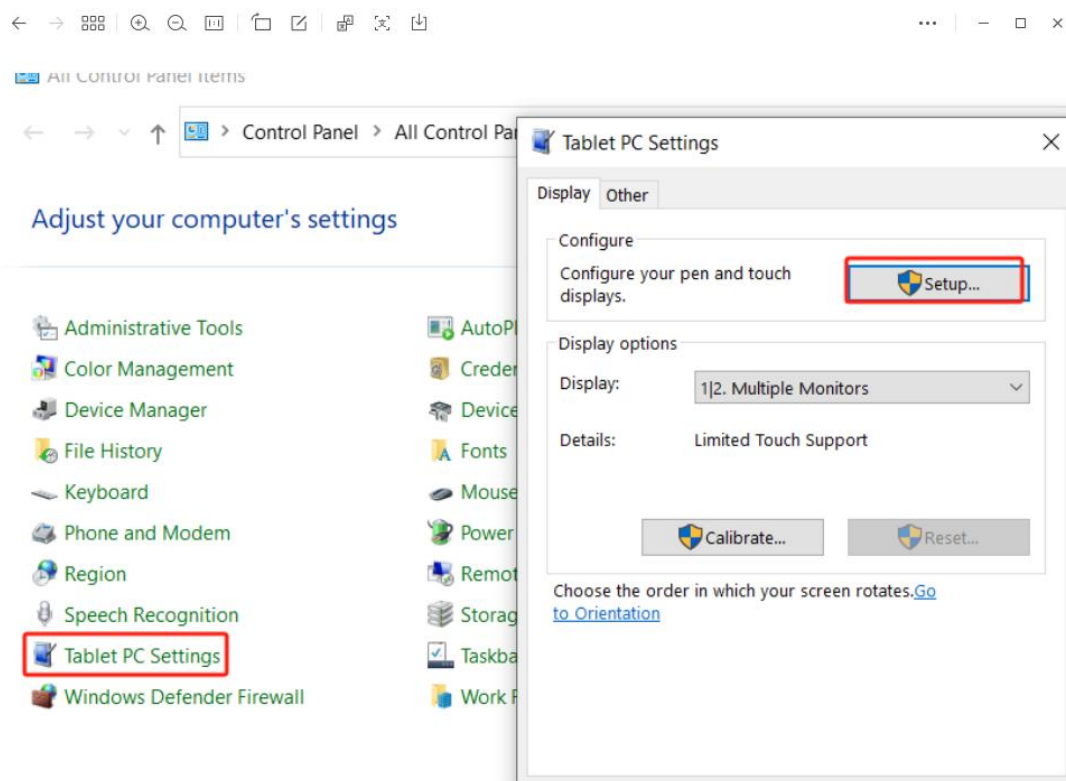 All Control Panel Items
Control Panel > All Control Pa
Adjust your computer's settings
Administrative Tools
Color Management
Device Manager
File History
Keyboard
Phone and Modem
Region
Speech Recognition
Tablet PC Settings
Windows Defender Firewall
AutoPl
Creden
Device
Fonts
Mouse
Power
Remot
Storag
Taskba
Work F
Tablet PC Settings
Display
Other
Configure
Configure your pen and touch
displays.
Setup...
Display options
Display:
1|2. Multiple Monitors
Details:
Limited Touch Support
Calibrate...
Reset...
Choose the order in which your screen rotates.Go
to Orientation